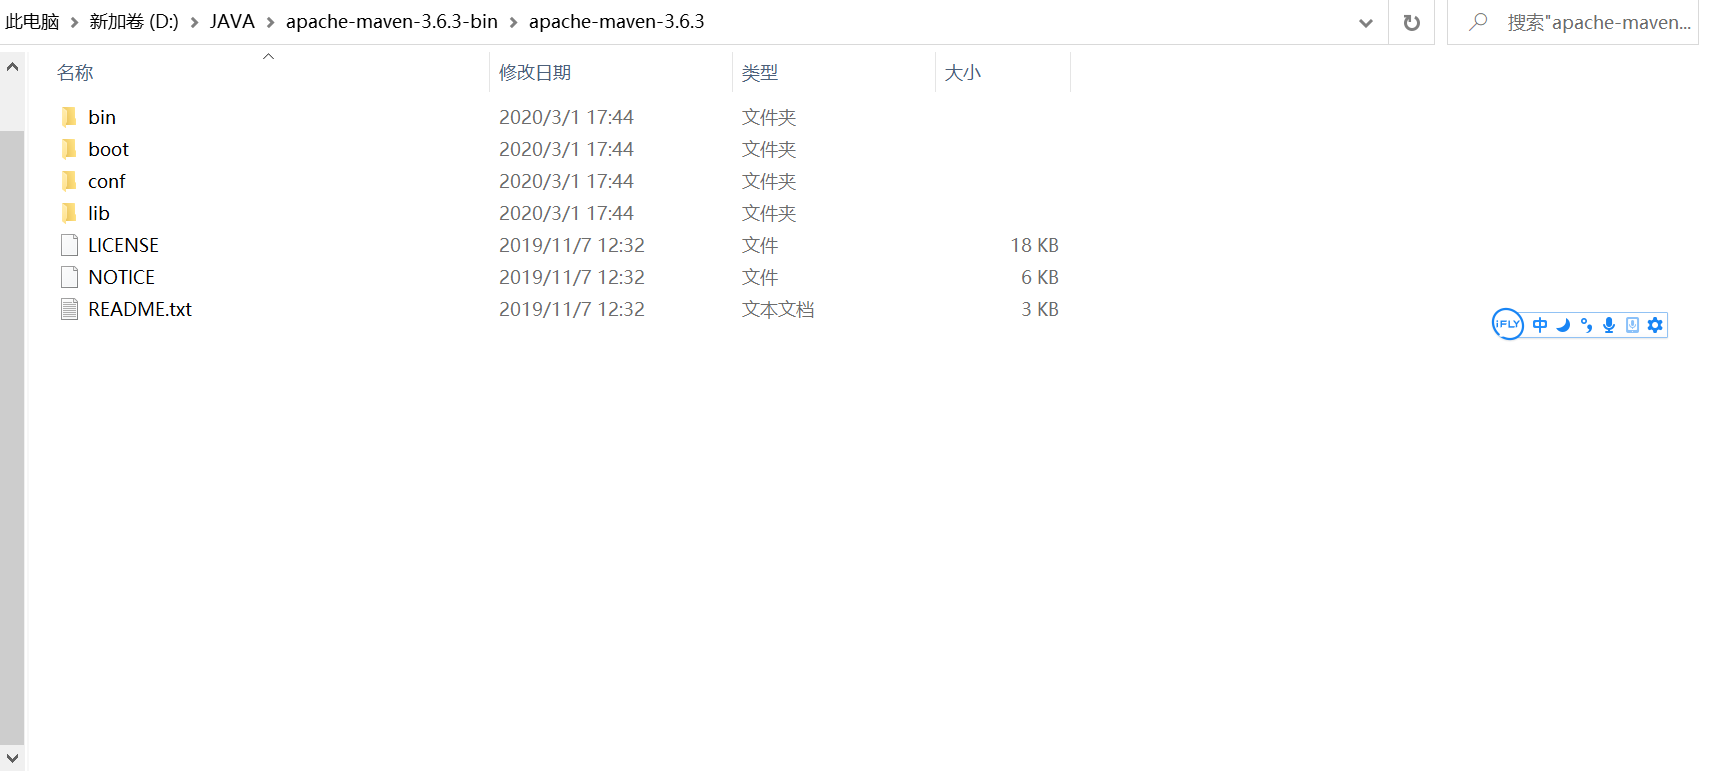 此电脑 > 新加卷 (D:) > JAVA > apache-maven-3.6.3-bin > apache-maven-3.6.3 搜索"apache-maven...
名称 修改日期 类型 大小
bin 2020/3/1 17:44 文件夹
boot 2020/3/1 17:44 文件夹
conf 2020/3/1 17:44 文件夹
lib 2020/3/1 17:44 文件夹
LICENSE 2019/11/7 12:32 文件 18 KB
NOTICE 2019/11/7 12:32 文件 6 KB
README.txt 2019/11/7 12:32 文本文档 3 KB
iFLY 中